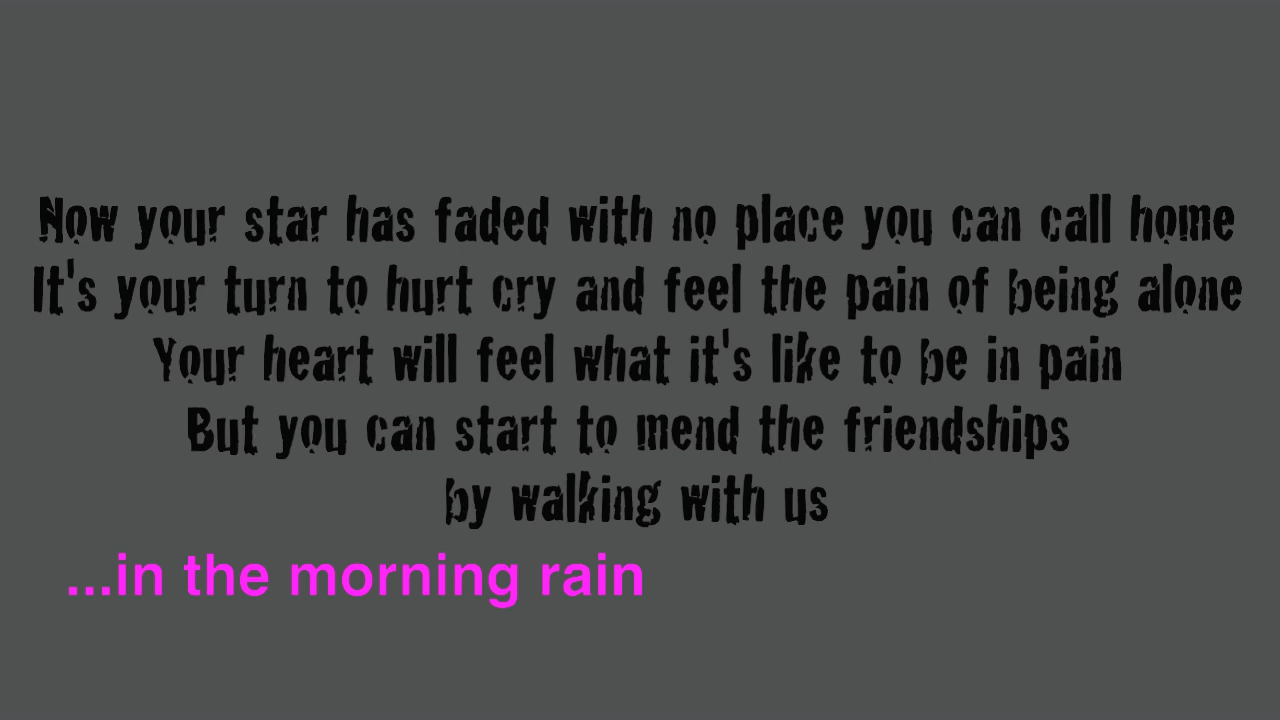 Now your star has faded with no place you can call home
It's your turn to hurt cry and feel the pain of being alone
Your heart will feel what it's like to be in pain
But you can start to mend the friendships
by walking with us
...in the morning rain